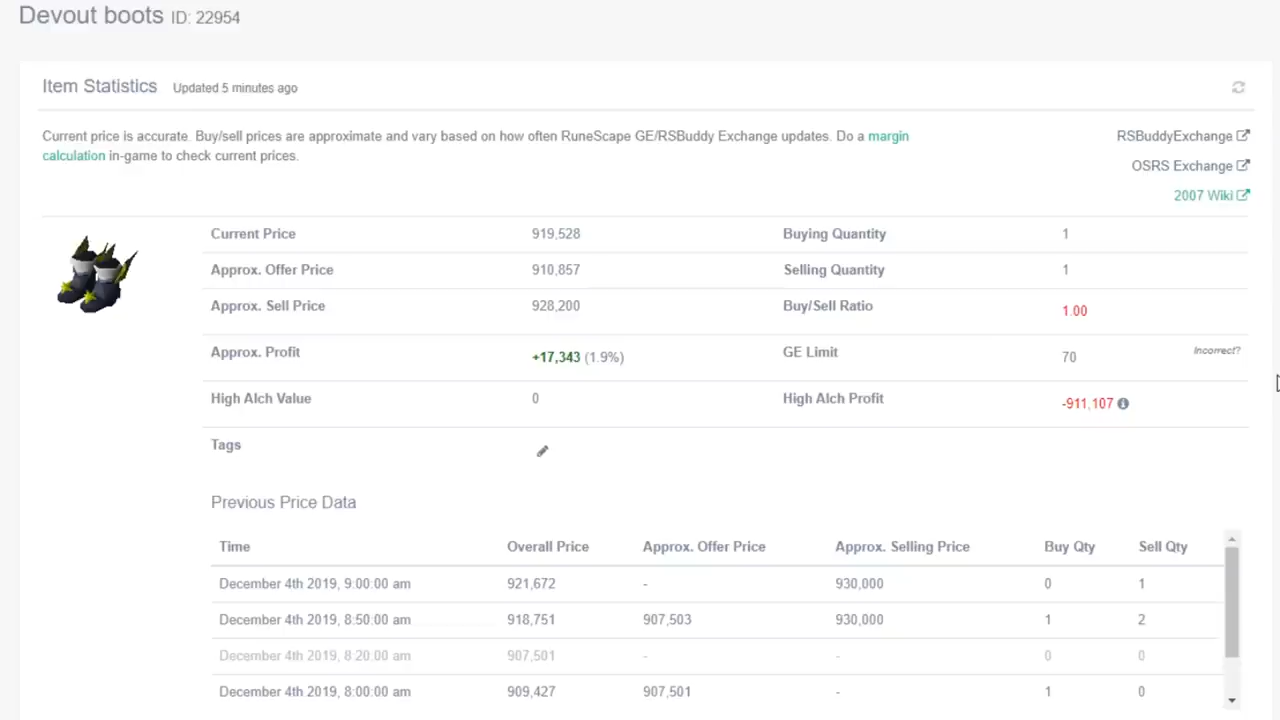 Devout boots ID: 22954
Item Statistics Updated 5 minutes ago
Current price is accurate. Buy/sell prices are approximate and vary based on how often RuneScape GE/RSBuddy Exchange updates. Do a margin
calculation in-game to check current prices.
RSBuddyExchange
OSRS Exchange
2007 Wiki
Current Price 919,528 Buying Quantity 1
Approx. Offer Price 910,857 Selling Quantity 1
Approx. Sell Price 928,200 Buy/Sell Ratio 1.00
Approx. Profit +17,343 (1.9%) GE Limit 70 Incorrect?
High Alch Value 0 High Alch Profit -911,107
Tags
Previous Price Data
Time Overall Price Approx. Offer Price Approx. Selling Price Buy Qty Sell Qty
December 4th 2019, 9:00:00 am 921,672 - 930,000 0 1
December 4th 2019, 8:50:00 am 918,751 907,503 930,000 1 2
December 4th 2019, 8:20:00 am 907,501 - - 0 0
December 4th 2019, 8:00:00 am 909,427 907,501 - 1 0